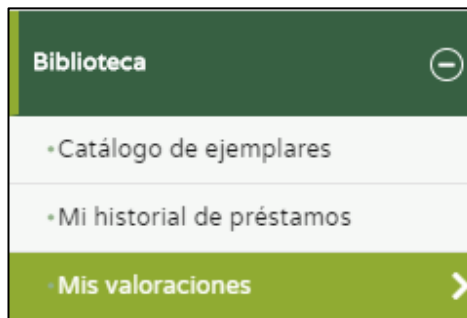 Biblioteca
Catálogo de ejemplares
Mi historial de préstamos
Mis valoraciones